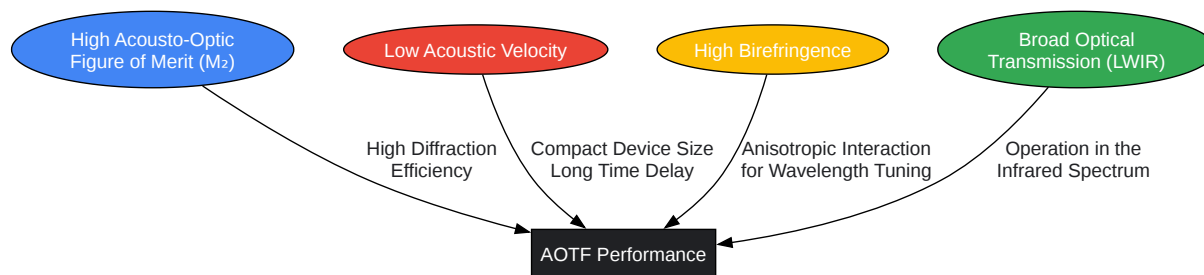 High Acousto-Optic
Figure of Merit (M₂)
Low Acoustic Velocity
High Birefringence
Broad Optical
Transmission (LWIR)
High Diffraction
Efficiency
Compact Device Size
Long Time Delay
Anisotropic Interaction
for Wavelength Tuning
Operation in the
Infrared Spectrum
AOTF Performance